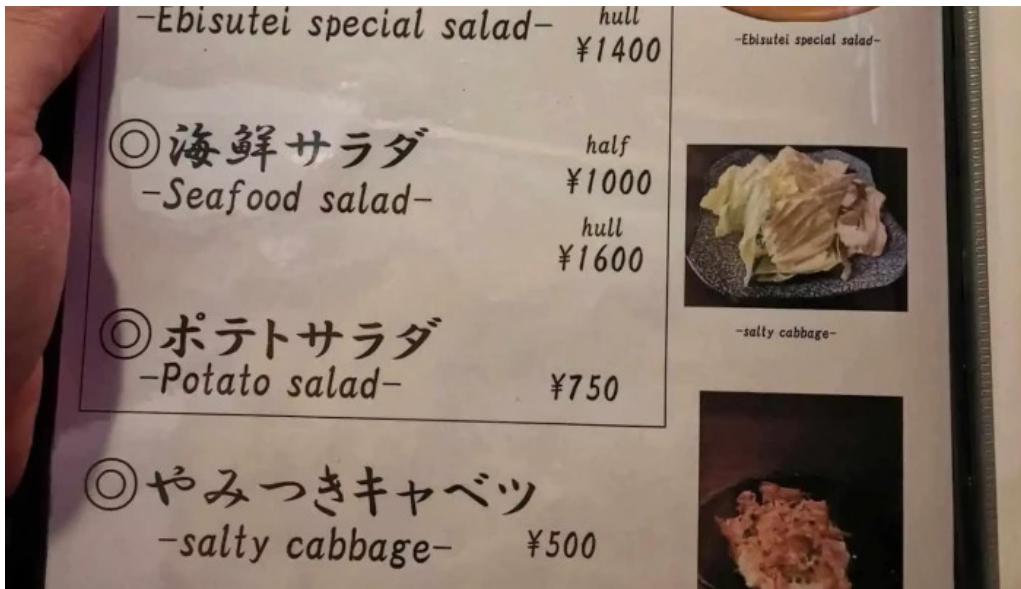 -Ebisutei special salad-
hull
¥1400
◎海鮮サラダ
-Seafood salad-
half
¥1000
hull
¥1600
◎ポテトサラダ
-Potato salad-
¥750
◎やみつきキャベツ
-salty cabbage-
¥500
-Ebisutei special salad-
-salty cabbage-